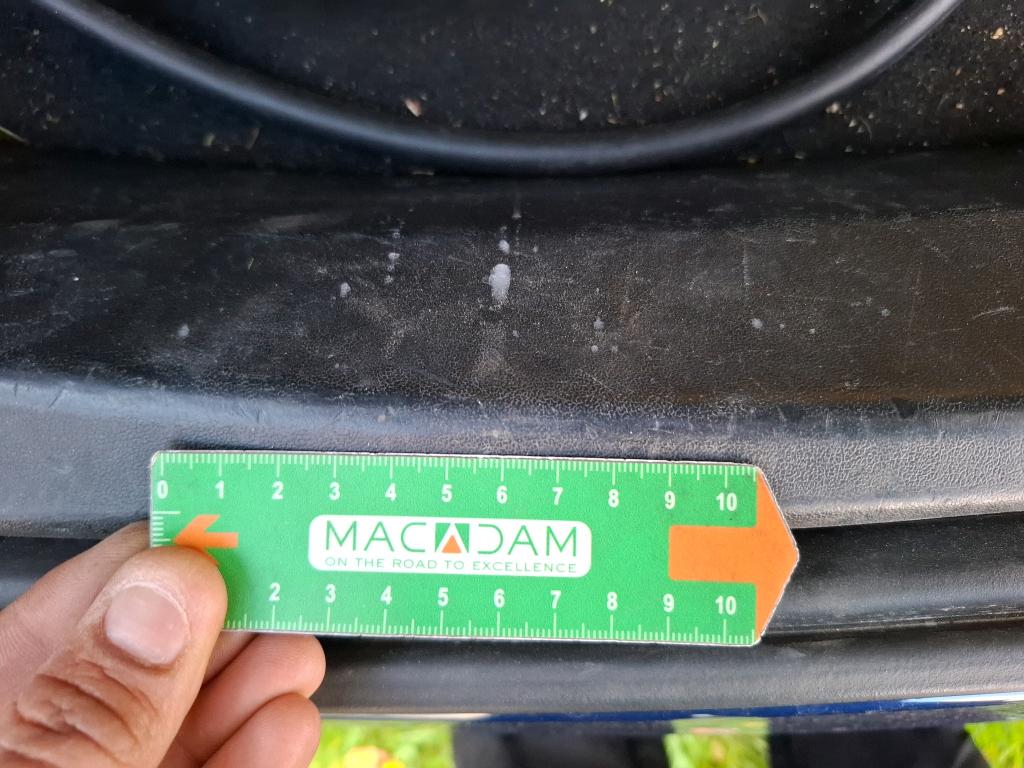 0 1 2 3 4 5 6 7 8 9 10
MACADAM
ON THE ROAD TO EXCELLENCE
2 3 4 5 6 7 8 9 10